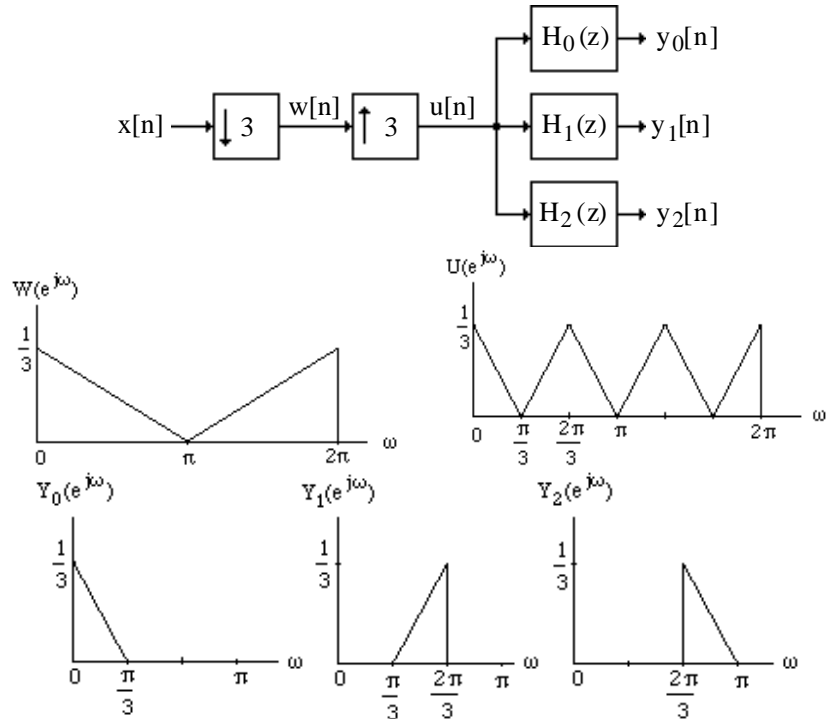 H₀(z) y₀[n]
x[n] ↓ 3 w[n] ↑ 3 u[n] H₁(z) y₁[n]
H₂(z) y₂[n]
W(e^{jω})
1/3
0 π 2π ω
U(e^{jω})
1/3
0 π/3 2π/3 π 2π ω
Y₀(e^{jω})
1/3
0 π/3 π ω
Y₁(e^{jω})
1/3
0 π/3 2π/3 π ω
Y₂(e^{jω})
1/3
0 2π/3 π ω